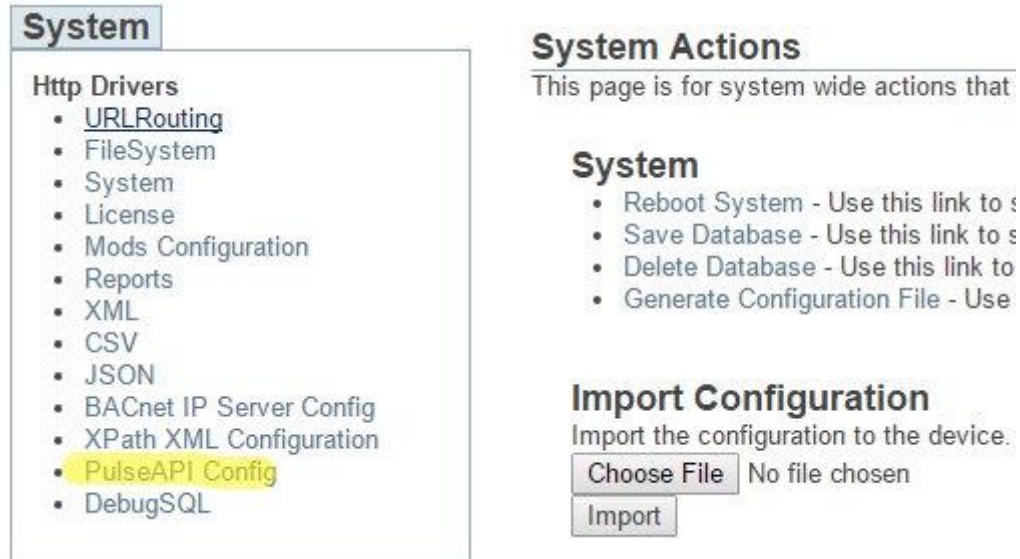 System
Http Drivers
URLRouting
FileSystem
System
License
Mods Configuration
Reports
XML
CSV
JSON
BACnet IP Server Config
XPath XML Configuration
PulseAPI Config
DebugSQL
System Actions
This page is for system wide actions that
System
Reboot System - Use this link to s
Save Database - Use this link to s
Delete Database - Use this link to
Generate Configuration File - Use
Import Configuration
Import the configuration to the device.
Choose File No file chosen
Import